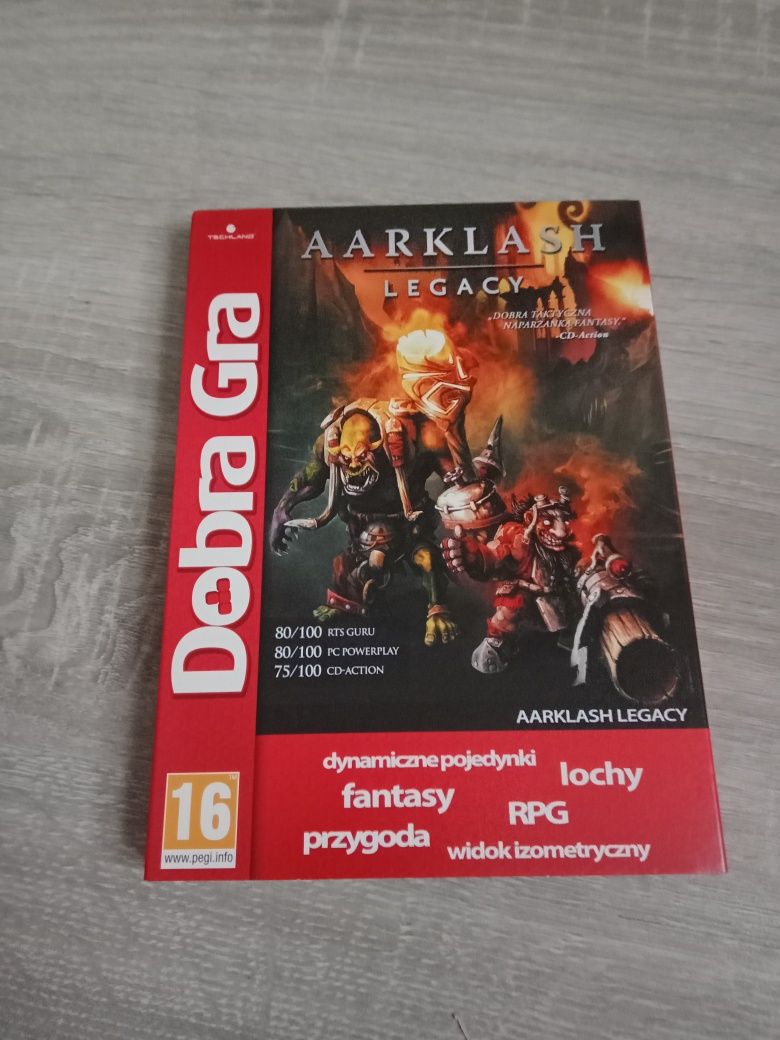 TECHLAND
Dobra Gra
AARKLASH
LEGACY
„DOBRA TAKTYCZNA
NAPARZANKA FANTASY."
-CD-Action
80/100 RTS GURU
80/100 PC POWERPLAY
75/100 CD-ACTION
AARKLASH LEGACY
dynamiczne pojedynki
lochy
fantasy
RPG
przygoda
widok izometryczny
16
www.pegi.info